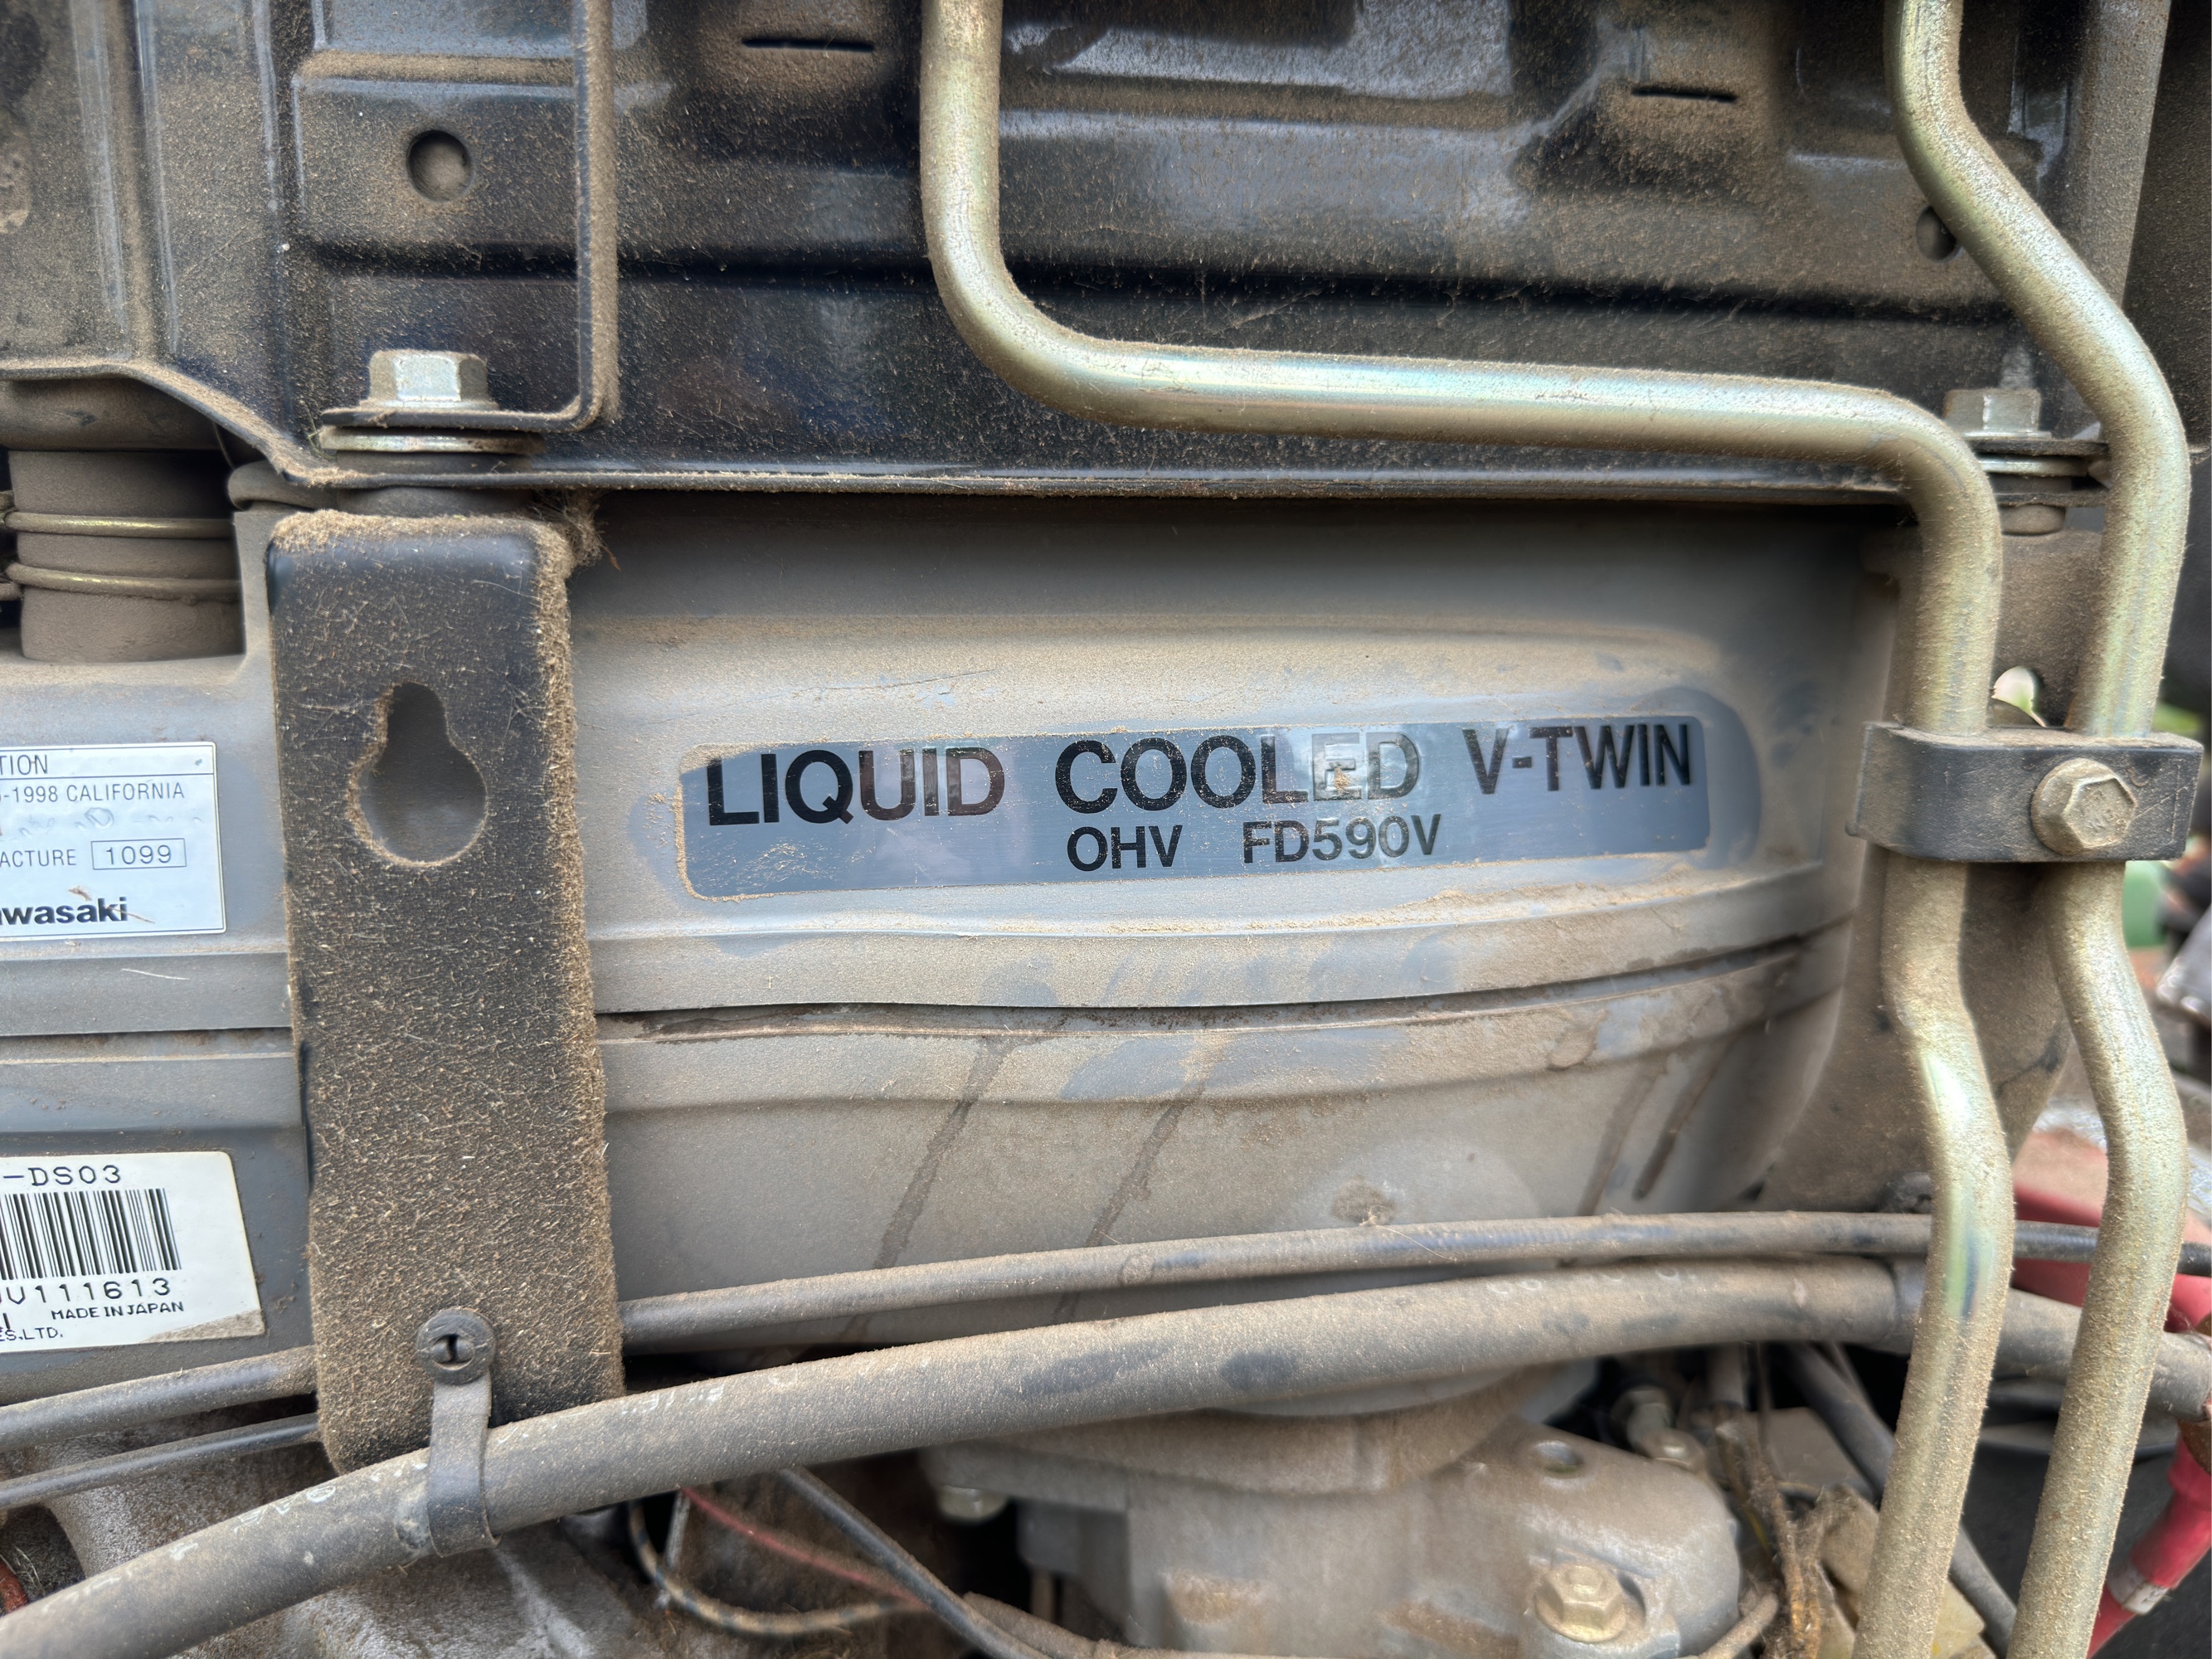 LIQUID COOLED V-TWIN
OHV FD590V
TION
-1998 CALIFORNIA
ACTURE 1099
wasaki
-DS03
V111613
MADE IN JAPAN
ES.,LTD.